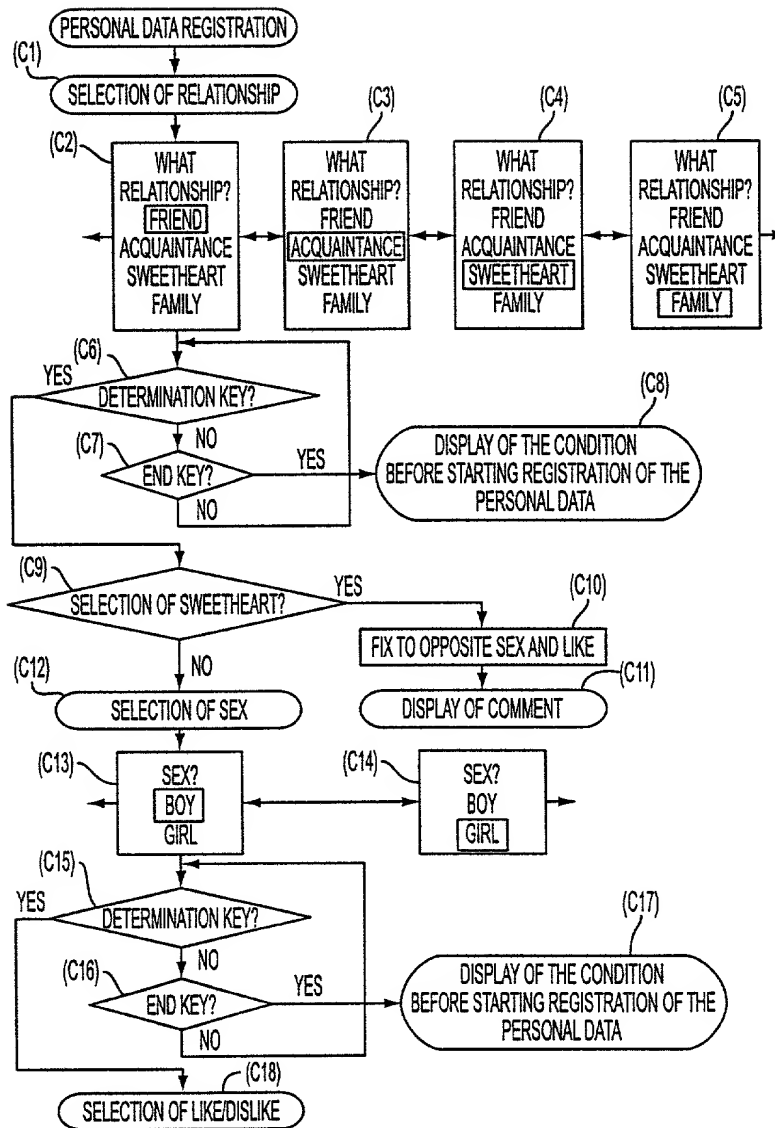 PERSONAL DATA REGISTRATION
(C1)
SELECTION OF RELATIONSHIP
(C2)
WHAT
RELATIONSHIP?
FRIEND
ACQUAINTANCE
SWEETHEART
FAMILY
(C3)
WHAT
RELATIONSHIP?
FRIEND
ACQUAINTANCE
SWEETHEART
FAMILY
(C4)
WHAT
RELATIONSHIP?
FRIEND
ACQUAINTANCE
SWEETHEART
FAMILY
(C5)
WHAT
RELATIONSHIP?
FRIEND
ACQUAINTANCE
SWEETHEART
FAMILY
(C6)
YES
DETERMINATION KEY?
NO
(C7)
END KEY?
YES
NO
(C8)
DISPLAY OF THE CONDITION
BEFORE STARTING REGISTRATION OF THE
PERSONAL DATA
(C9)
SELECTION OF SWEETHEART?
YES
NO
(C10)
FIX TO OPPOSITE SEX AND LIKE
(C11)
DISPLAY OF COMMENT
(C12)
SELECTION OF SEX
(C13)
SEX?
BOY
GIRL
(C14)
SEX?
BOY
GIRL
(C15)
YES
DETERMINATION KEY?
NO
(C16)
END KEY?
YES
NO
(C17)
DISPLAY OF THE CONDITION
BEFORE STARTING REGISTRATION OF THE
PERSONAL DATA
(C18)
SELECTION OF LIKE/DISLIKE